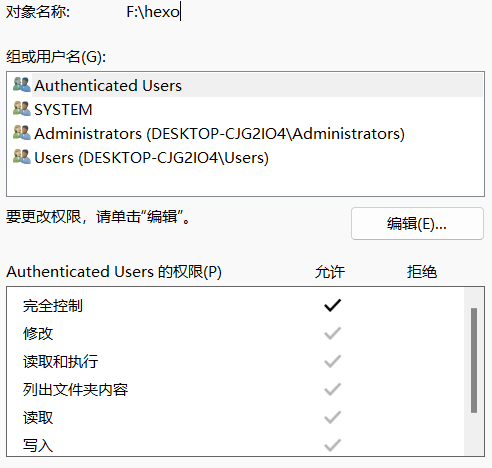 对象名称: F:\hexo
组或用户名(G):
Authenticated Users
SYSTEM
Administrators (DESKTOP-CJG2IO4\Administrators)
Users (DESKTOP-CJG2IO4\Users)
要更改权限，请单击“编辑”。 编辑(E)...
Authenticated Users 的权限(P) 允许 拒绝
完全控制
修改
读取和执行
列出文件夹内容
读取
写入